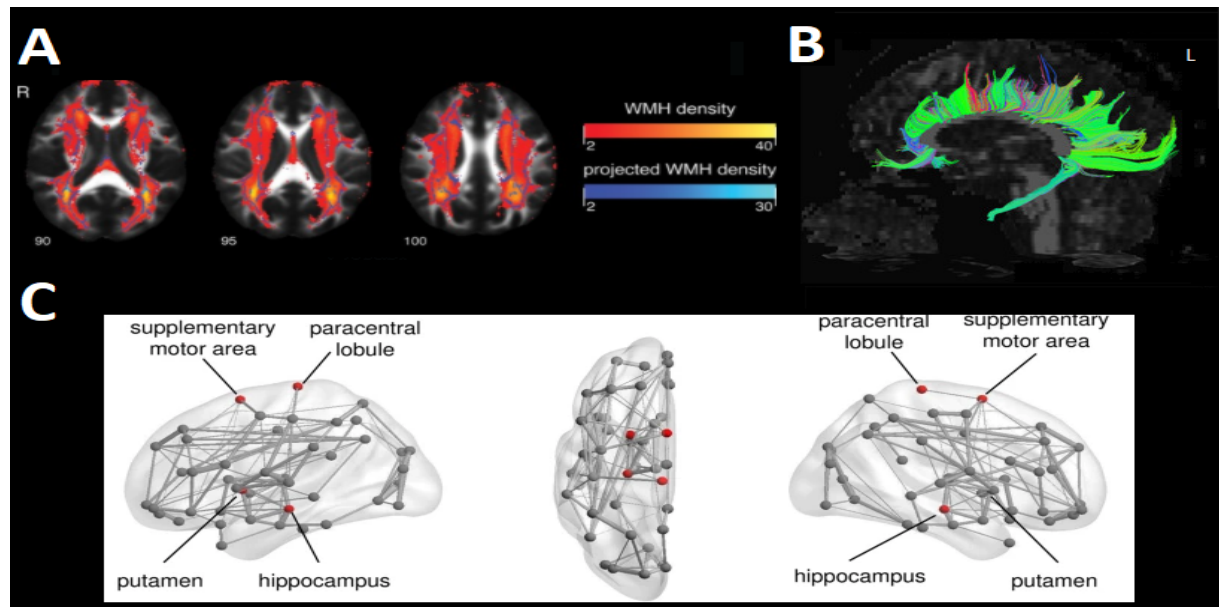 A
B
R
L
WMH density
2 40
projected WMH density
2 30
90
95
100
C
supplementary
motor area
paracentral
lobule
paracentral
lobule
supplementary
motor area
putamen
hippocampus
hippocampus
putamen